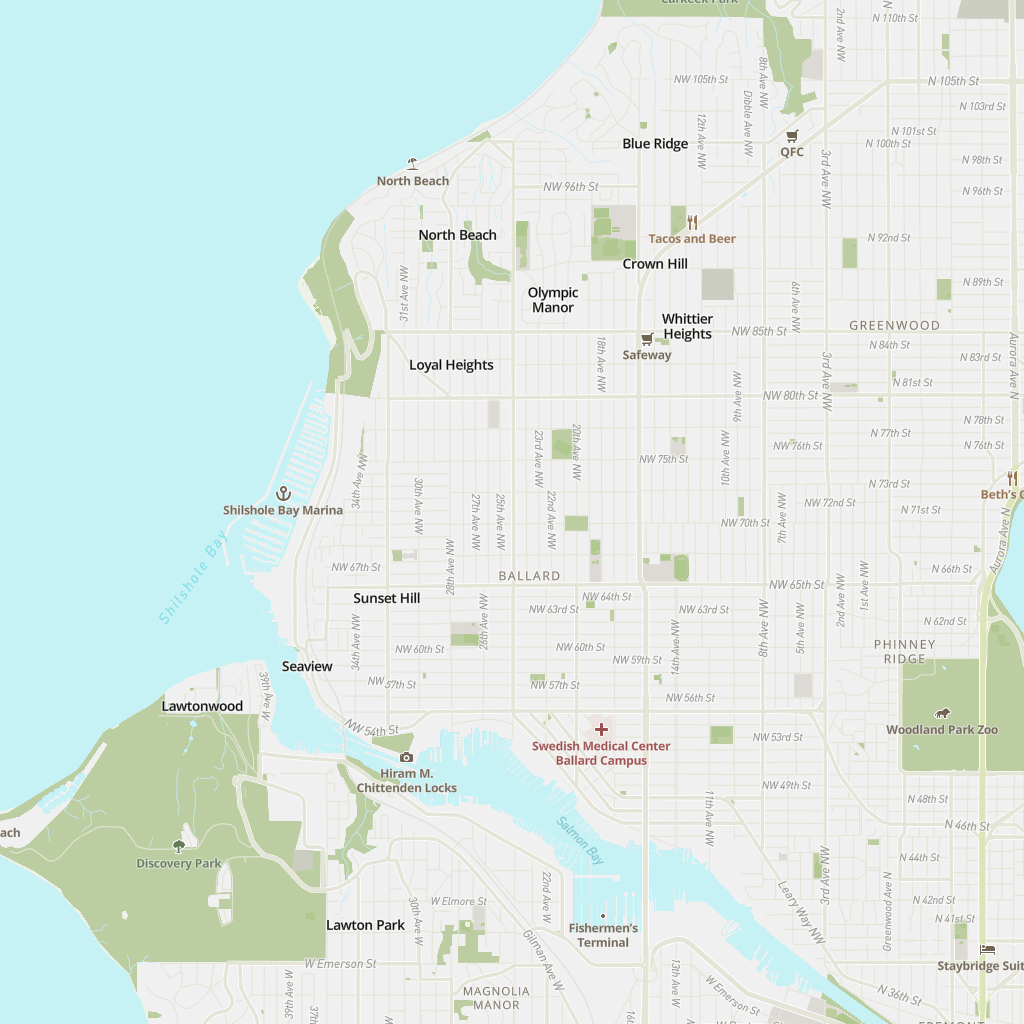 Carkeek Park
N 110th St
2nd Ave NW
8th Ave NW
NW 105th St
N 105th St
Dibble Ave NW
N 103rd St
12th Ave NW
N 101st St
N 100th St
Blue Ridge
QFC
3rd Ave NW
N 98th St
North Beach
NW 96th St
N 96th St
North Beach
Tacos and Beer
N 92nd St
Crown Hill
31st Ave NW
Olympic
Manor
N 89th St
6th Ave NW
Whittier
Heights
NW 85th St
GREENWOOD
Aurora Ave N
N 84th St
Safeway
18th Ave NW
N 83rd St
Loyal Heights
3rd Ave NW
N 81st St
9th Ave NW
NW 80th St
N 78th St
N 77th St
N 76th St
NW 76th St
20th Ave NW
23rd Ave NW
10th Ave NW
NW 75th St
34th Ave NW
N 73rd St
Beth's
30th Ave NW
27th Ave NW
25th Ave NW
22nd Ave NW
NW 72nd St
7th Ave NW
Shilshole Bay Marina
N 71st St
NW 70th St
Aurora Ave N
Shilshole Bay
28th Ave NW
NW 67th St
N 66th St
1st Ave NW
2nd Ave NW
BALLARD
NW 65th St
Sunset Hill
NW 64th St
26th Ave NW
NW 63rd St
NW 63rd St
8th Ave NW
5th Ave NW
N 62nd St
34th Ave NW
14th Ave NW
NW 60th St
NW 60th St
PHINNEY
RIDGE
NW 59th St
Seaview
39th Ave W
NW 57th St
NW 57th St
NW 56th St
Lawtonwood
NW 54th St
Woodland Park Zoo
NW 53rd St
Swedish Medical Center
Ballard Campus
Hiram M.
Chittenden Locks
NW 49th St
N 48th St
11th Ave NW
N 46th St
ach
Salmon Bay
Discovery Park
N 44th St
3rd Ave NW
22nd Ave W
W Elmore St
30th Ave W
Leary Way NW
Greenwood Ave N
N 42nd St
N 41st St
Lawton Park
Fishermen's
Terminal
Gilman Ave W
W Emerson St
Staybridge Suit
13th Ave W
39th Ave W
MAGNOLIA
MANOR
W Emerson St
N 36th St
37th
16th
FREMONT